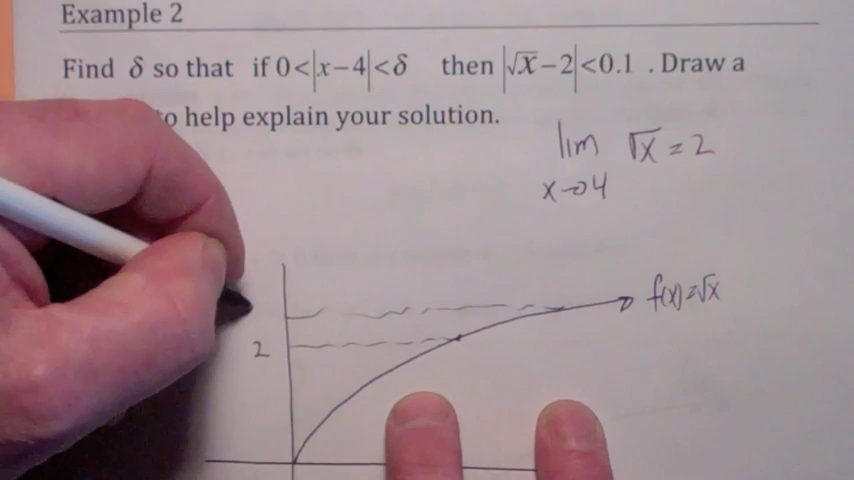 Example 2
Find δ so that if 0<|x−4|<δ then |√x−2|<0.1 . Draw a
to help explain your solution.
lim √x = 2
x→4
f(x)=√x
2